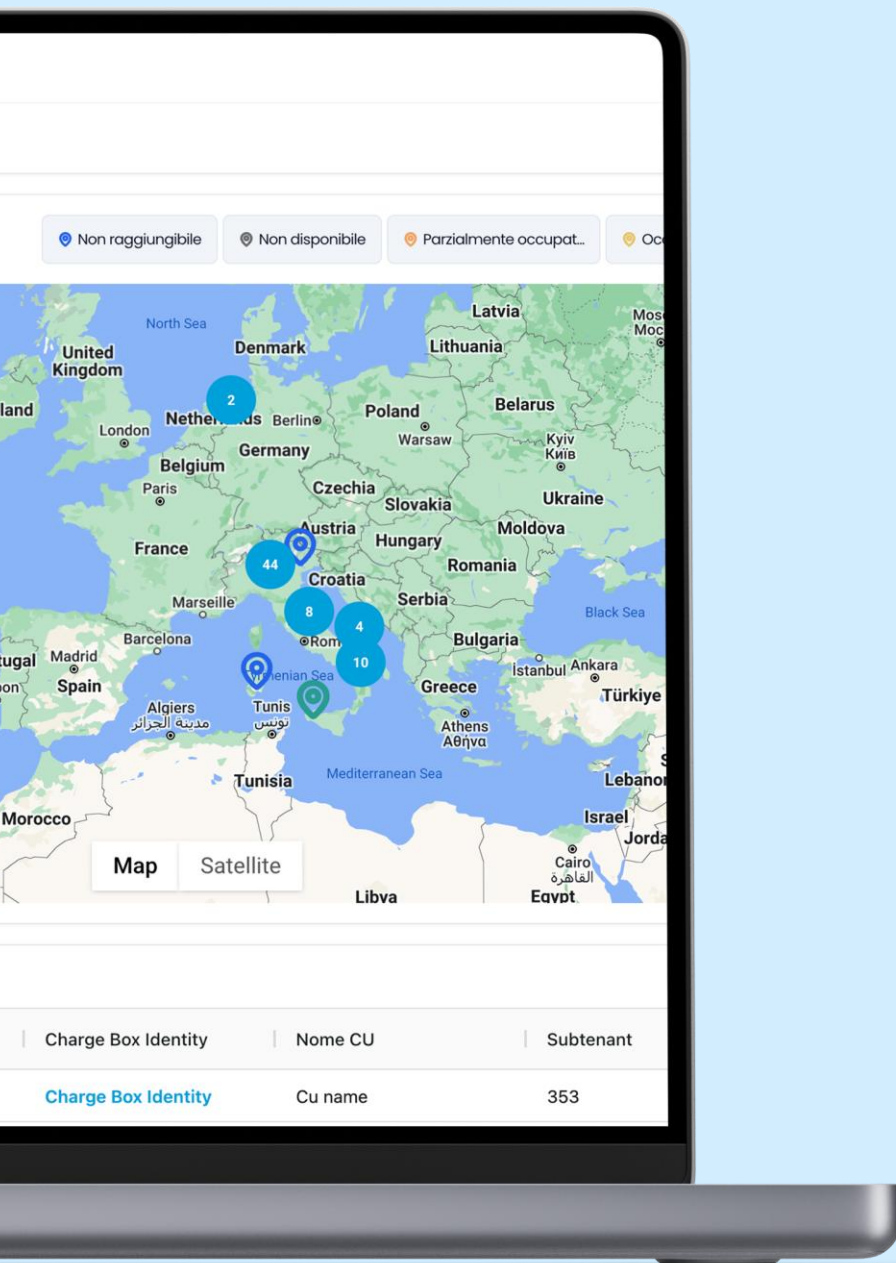 Non raggiungibile
Non disponibile
Parzialmente occupat...
Latvia
North Sea
Denmark
Lithuania
United
Kingdom
2
Poland
Belarus
London
Berlin
Warsaw
Germany
Kyiv
Київ
Belgium
Paris
Czechia
Slovakia
Ukraine
Austria
Moldova
Hungary
France
44
Romania
Croatia
Marseille
8
Serbia
4
Black Sea
Barcelona
Bulgaria
Madrid
10
İstanbul
Ankara
Spain
Greece
Türkiye
Algiers
مدينة الجزائر
Tunis
تونس
Athens
Αθήνα
Tunisia
Mediterranean Sea
Morocco
Israel
Map
Satellite
Cairo
القاهرة
Libya
Egypt
Charge Box Identity
Nome CU
Subtenant
Charge Box Identity
Cu name
353